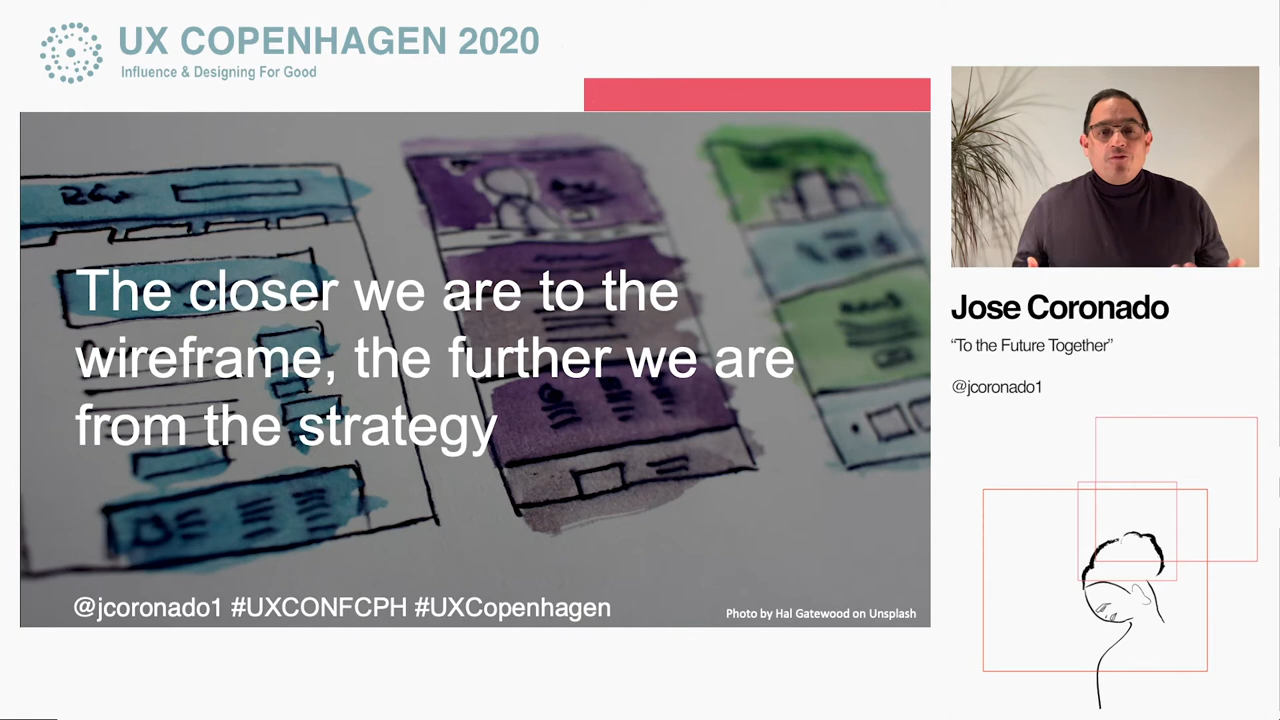 UX COPENHAGEN 2020
Influence & Designing For Good
The closer we are to the
wireframe, the further we are
from the strategy
@jcoronado1 #UXCONFCPH #UXCopenhagen
Photo by Hal Gatewood on Unsplash
Jose Coronado
“To the Future Together”
@jcoronado1